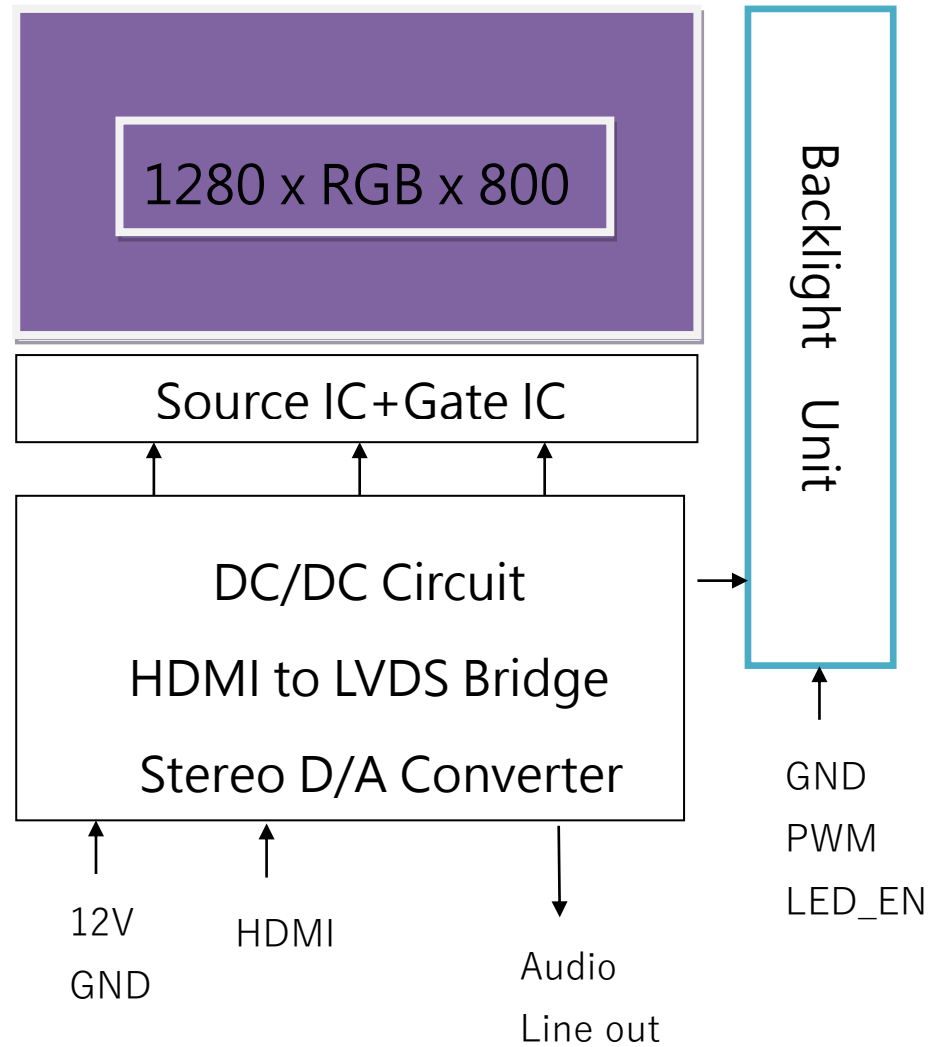 1280 x RGB x 800
Source IC+Gate IC
DC/DC Circuit
HDMI to LVDS Bridge
Stereo D/A Converter
Backlight Unit
12V
GND
HDMI
Audio
Line out
GND
PWM
LED_EN